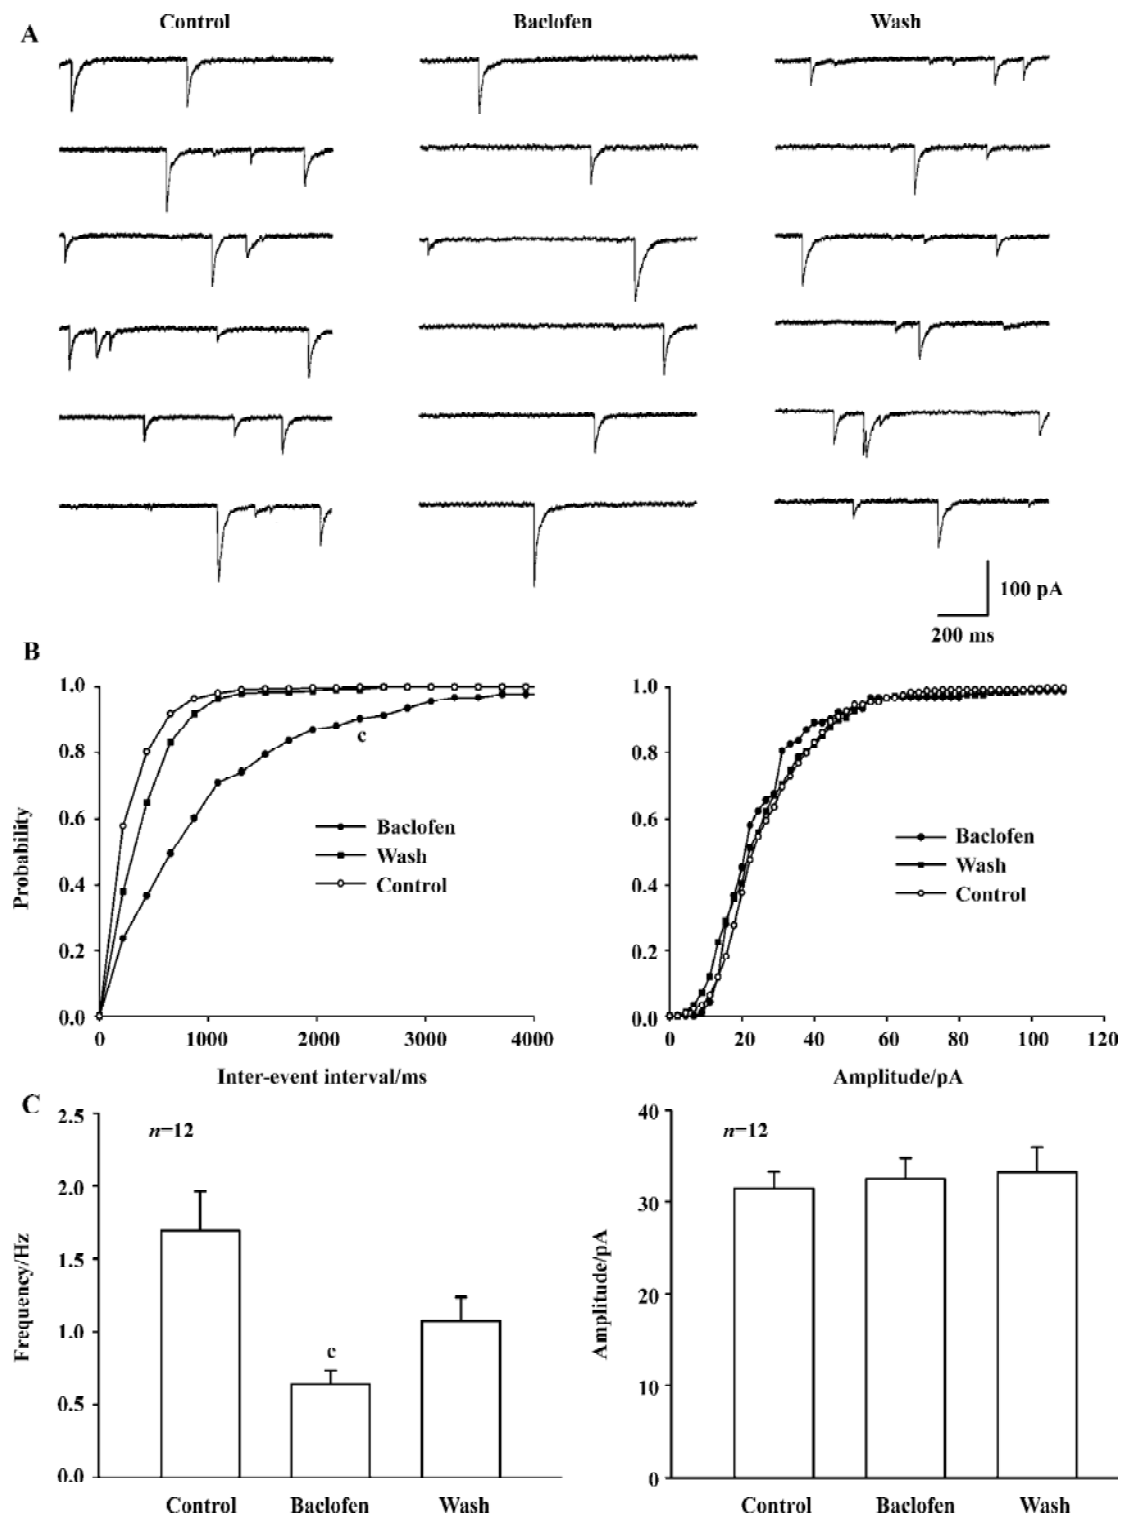 A
Control
Baclofen
Wash
100 pA
200 ms
B
1.0
0.8
0.6
0.4
0.2
0.0
Probability
c
Baclofen
Wash
Control
0
1000
2000
3000
4000
Inter-event interval/ms
1.0
0.8
0.6
0.4
0.2
0.0
Baclofen
Wash
Control
0
20
40
60
80
100
120
Amplitude/pA
C
2.5
2.0
1.5
1.0
0.5
0.0
Frequency/Hz
n=12
c
Control
Baclofen
Wash
40
30
20
10
0
Amplitude/pA
n=12
Control
Baclofen
Wash